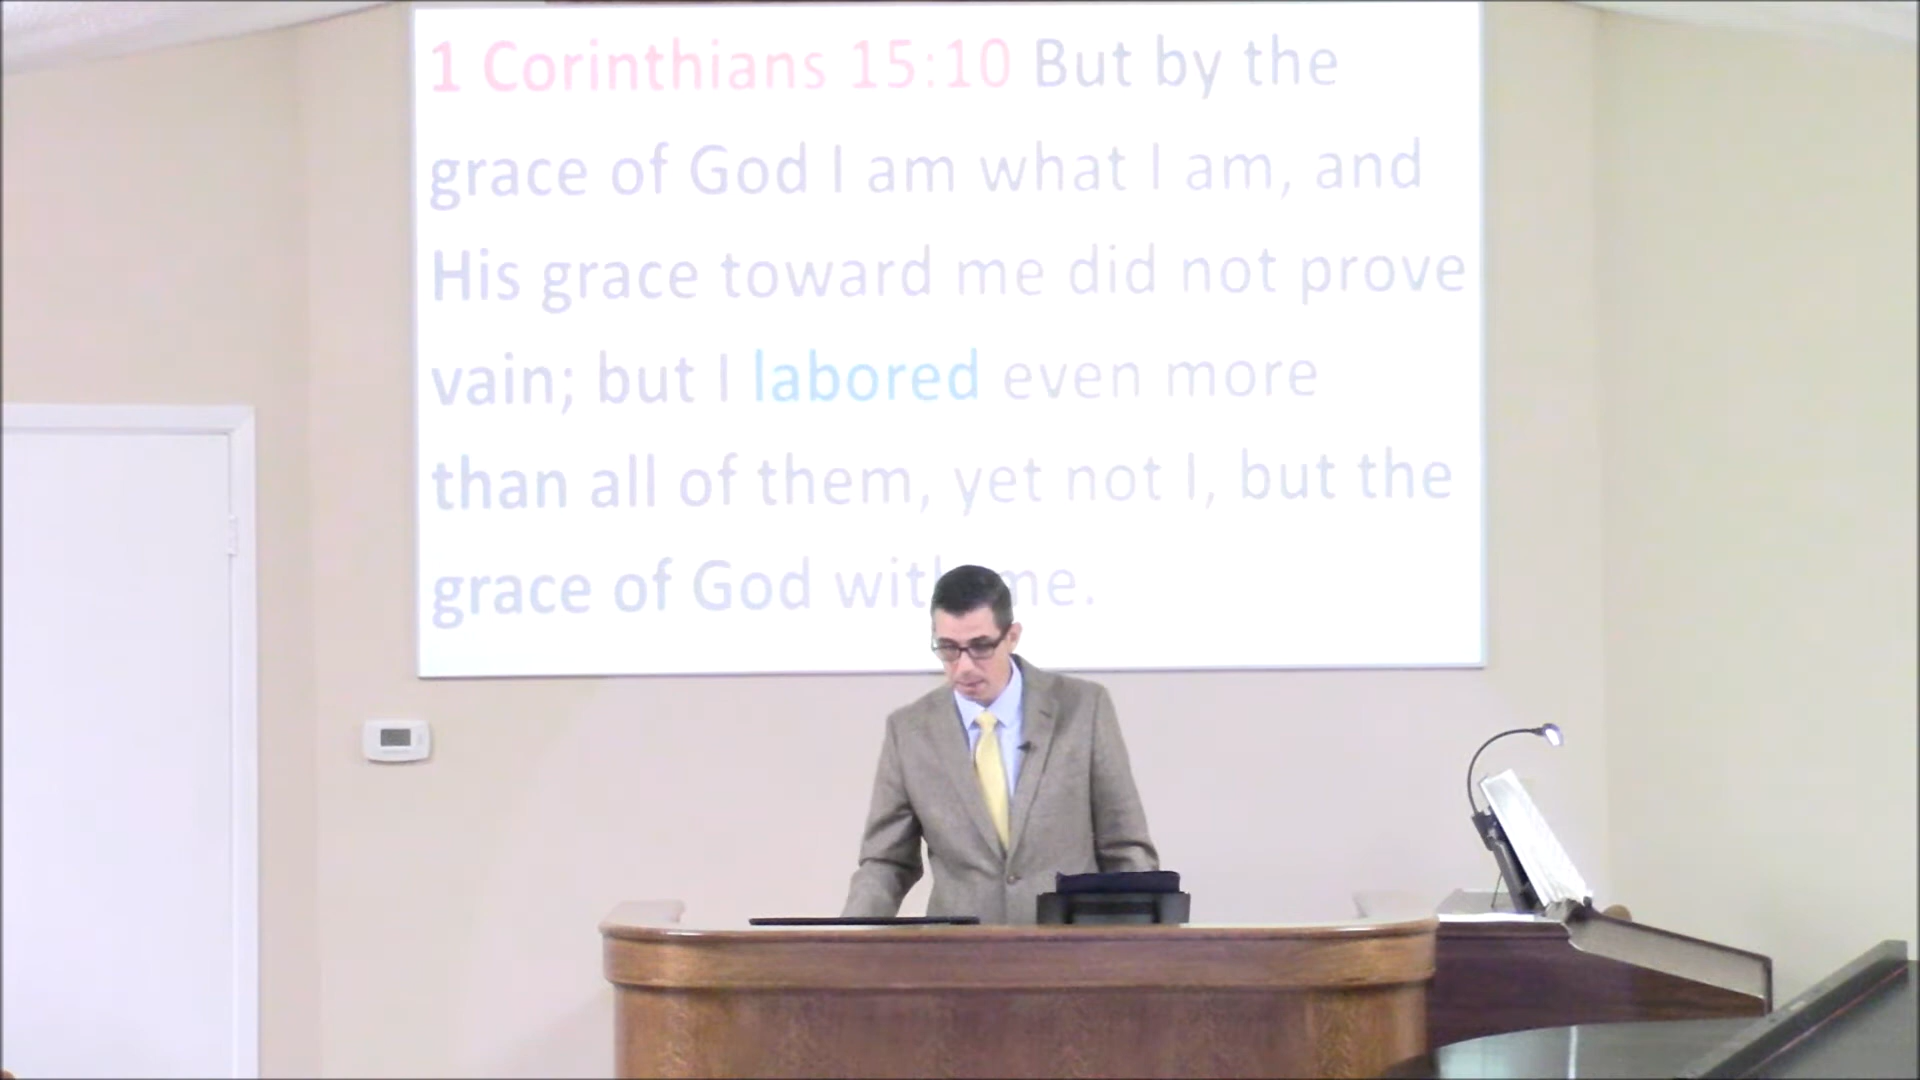 1 Corinthians 15:10 But by the
grace of God I am what I am, and
His grace toward me did not prove
vain; but I labored even more
than all of them, yet not I, but the
grace of God with me.